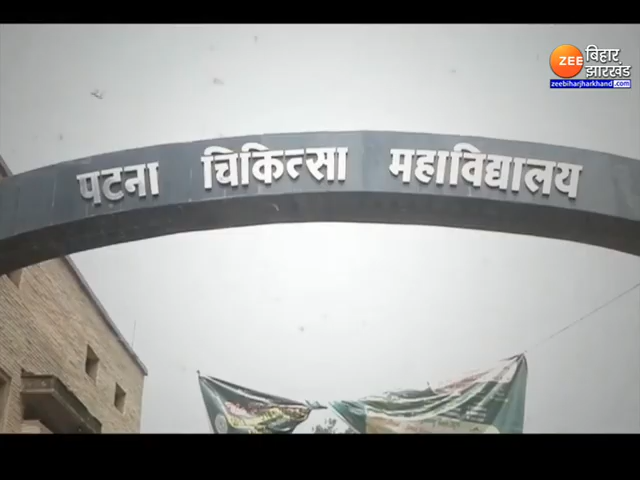 ZEE
बिहार
झारखंड
zeebiharjharkhand.com
पटना चिकित्सा महाविद्यालय